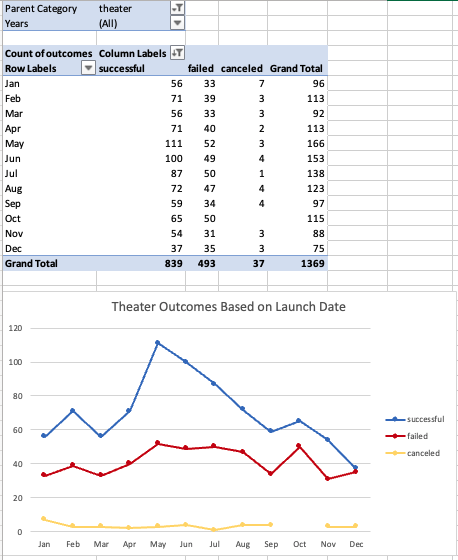 Parent Category theater
Years (All)
Count of outcomes Column Labels
Row Labels successful failed canceled Grand Total
Jan 56 33 7 96
Feb 71 39 3 113
Mar 56 33 3 92
Apr 71 40 2 113
May 111 52 3 166
Jun 100 49 4 153
Jul 87 50 1 138
Aug 72 47 4 123
Sep 59 34 4 97
Oct 65 50 115
Nov 54 31 3 88
Dec 37 35 3 75
Grand Total 839 493 37 1369
Theater Outcomes Based on Launch Date
120
100
80
60
40
20
0
Jan Feb Mar Apr May Jun Jul Aug Sep Oct Nov Dec
successful
failed
canceled